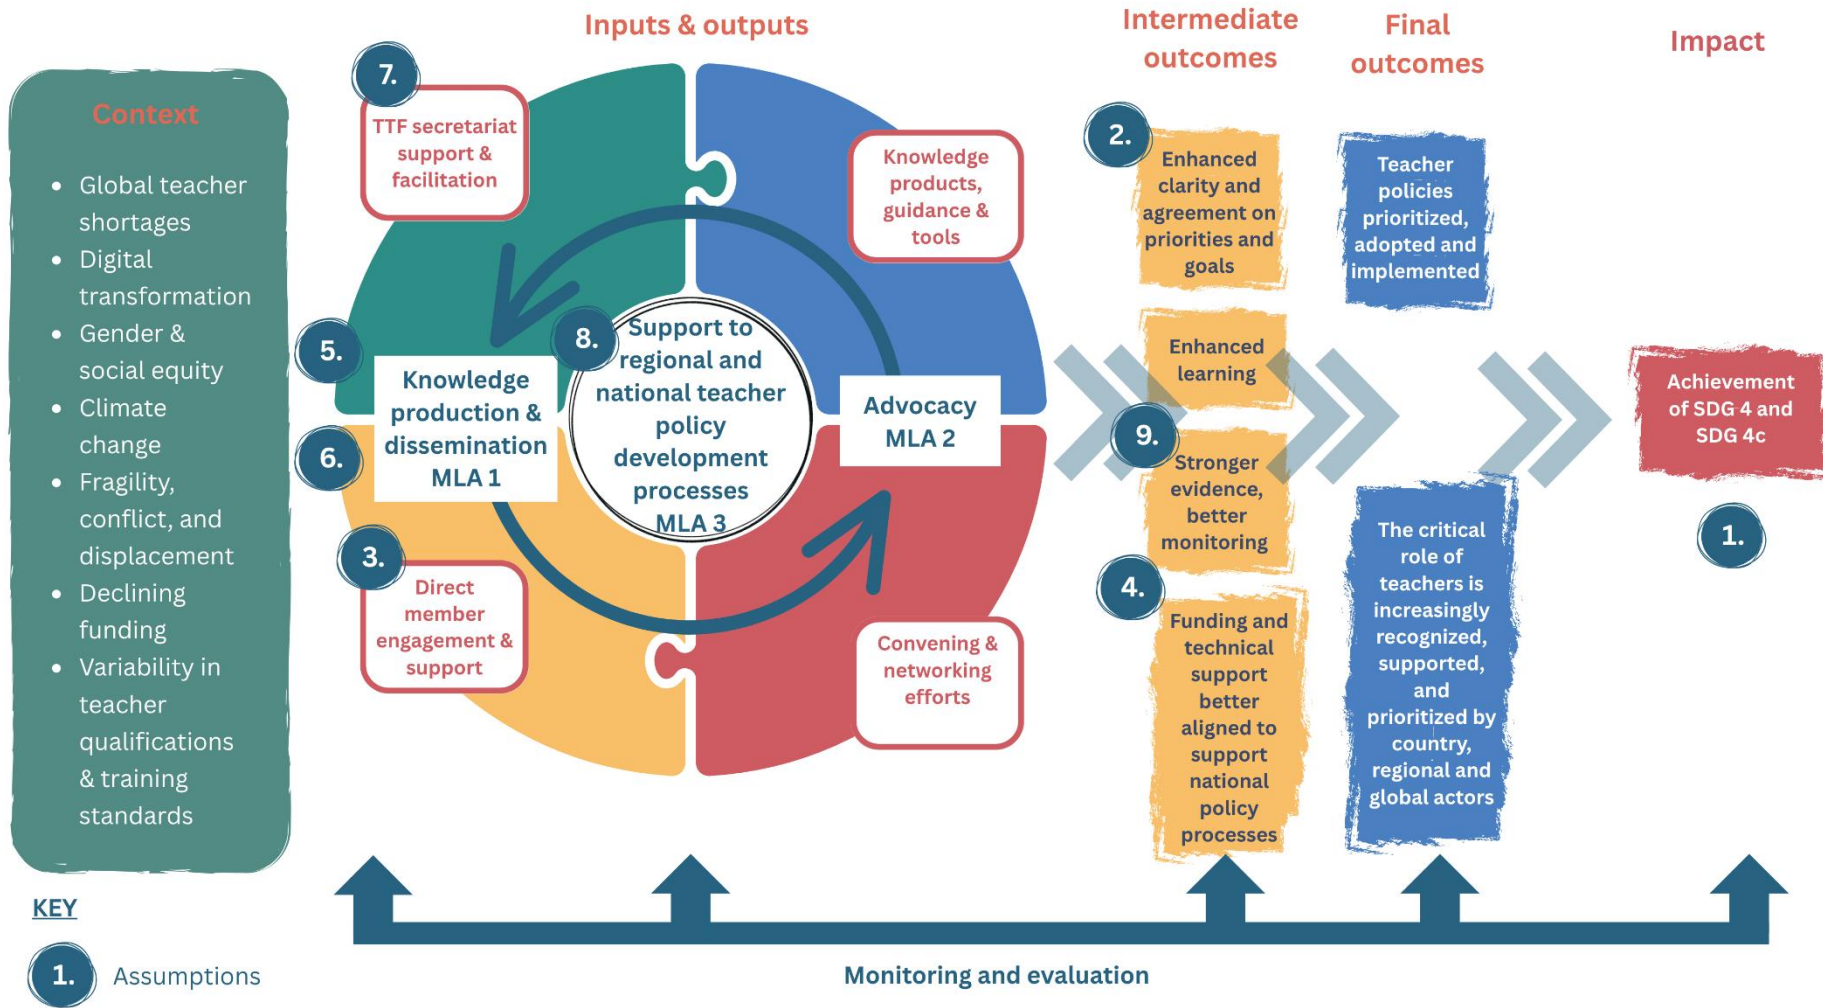 Context
• Global teacher
shortages
• Digital
transformation
• Gender &
social equity
• Climate
change
• Fragility,
conflict, and
displacement
• Declining
funding
• Variability in
teacher
qualifications
& training
standards
KEY
1.
Assumptions
Inputs & outputs
7.
TTF secretariat
support &
facilitation
Knowledge
products,
guidance &
tools
5.
6.
Knowledge
production &
dissemination
MLA 1
8.
Support to
regional and
national teacher
policy
development
processes
MLA 3
Advocacy
MLA 2
3.
Direct
member
engagement &
support
Convening &
networking
efforts
Intermediate
outcomes
2.
Enhanced
clarity and
agreement on
priorities and
goals
Enhanced
learning
9.
Stronger
evidence,
better
monitoring
4.
Funding and
technical
support
better
aligned to
support
national
policy
processes
Final
outcomes
Teacher
policies
prioritized,
adopted and
implemented
The critical
role of
teachers is
increasingly
recognized,
supported,
and
prioritized by
country,
regional and
global actors
Impact
Achievement
of SDG 4 and
SDG 4c
1.
Monitoring and evaluation